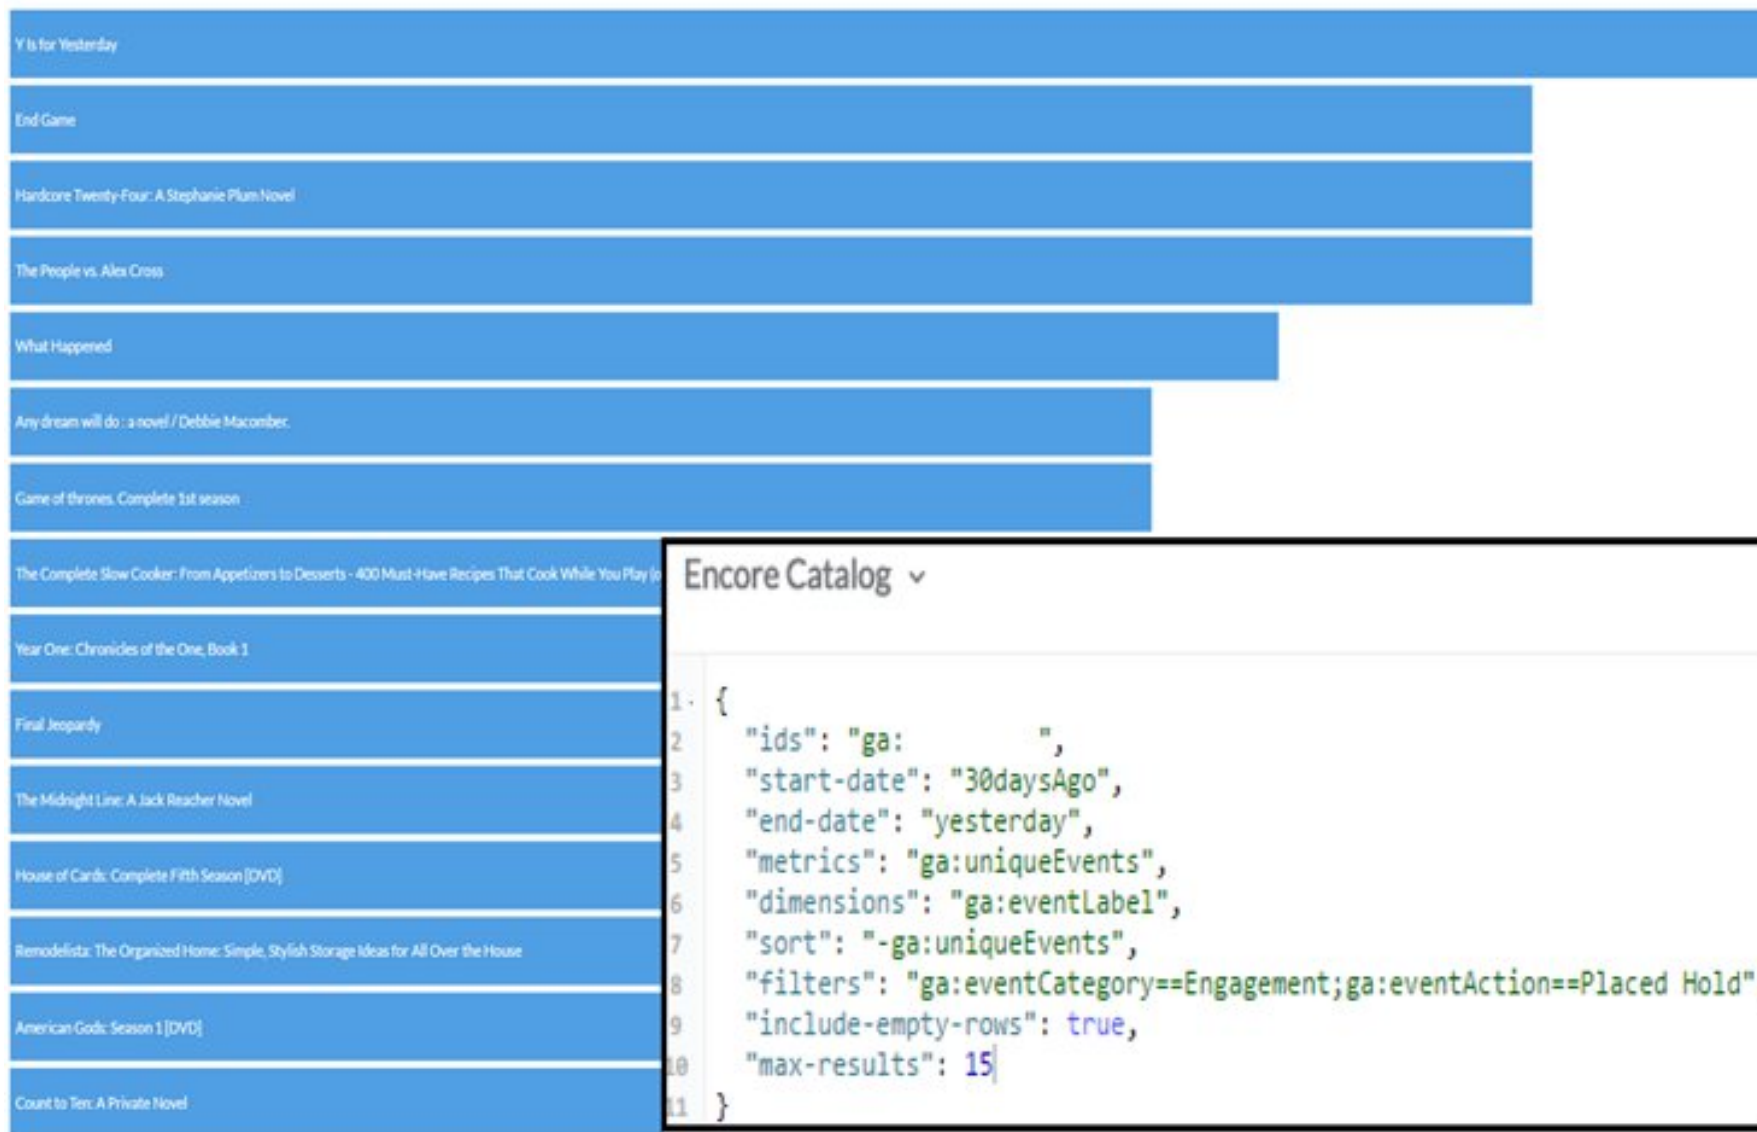 Y Is for Yesterday
End Game
Hardcore Twenty-Four: A Stephanie Plum Novel
The People vs. Alex Cross
What Happened
Any dream will do : a novel / Debbie Macomber.
Game of thrones. Complete 1st season
The Complete Slow Cooker: From Appetizers to Desserts - 400 Must-Have Recipes That Cook While You Play (o
Year One: Chronicles of the One, Book 1
Final Jeopardy
The Midnight Line: A Jack Reacher Novel
House of Cards: Complete Fifth Season [DVD]
Remodelista: The Organized Home: Simple, Stylish Storage Ideas for All Over the House
American Gods: Season 1 [DVD]
Count to Ten: A Private Novel
Encore Catalog
1 {
2 "ids": "ga: ",
3 "start-date": "30daysAgo",
4 "end-date": "yesterday",
5 "metrics": "ga:uniqueEvents",
6 "dimensions": "ga:eventLabel",
7 "sort": "-ga:uniqueEvents",
8 "filters": "ga:eventCategory==Engagement;ga:eventAction==Placed Hold"
9 "include-empty-rows": true,
10 "max-results": 15
11 }